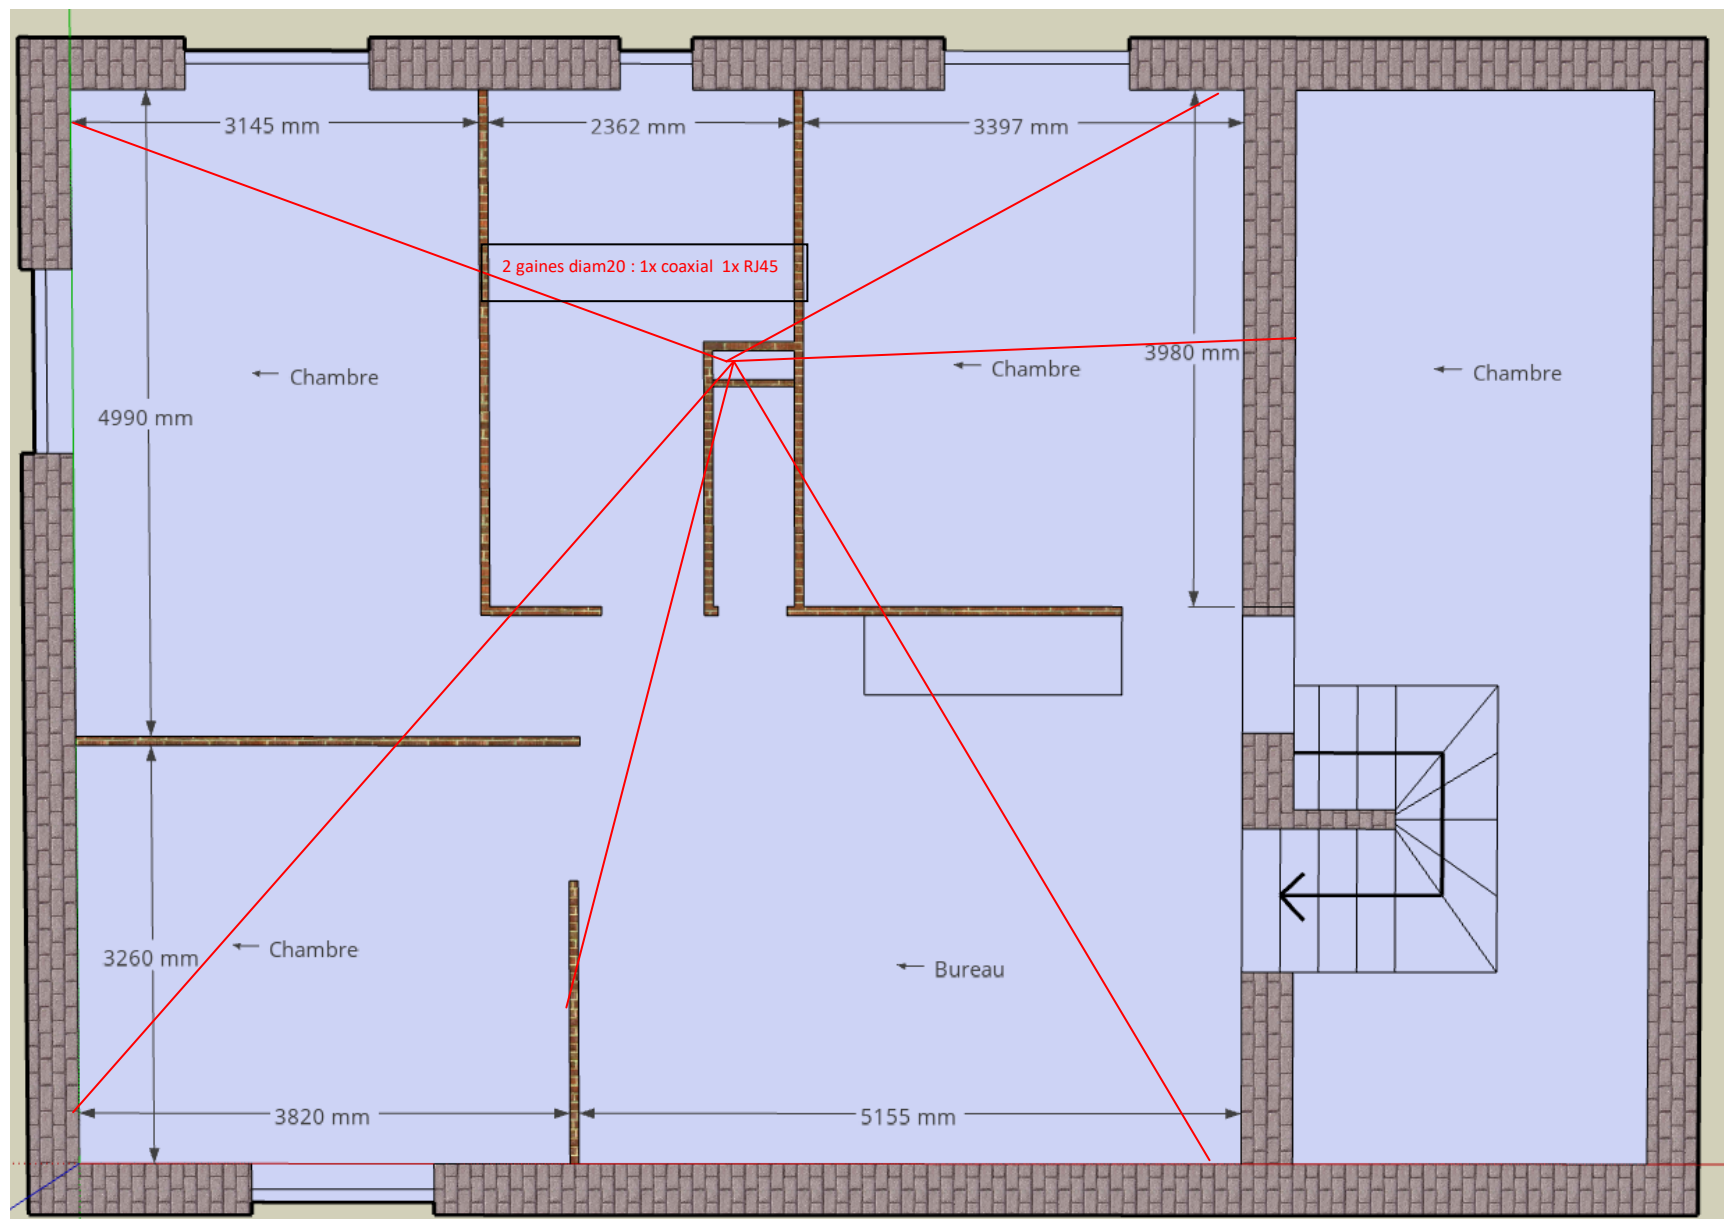 3145 mm
2362 mm
3397 mm
2 gaines diam20 : 1x coaxial  1x RJ45
3980 mm
Chambre
Chambre
Chambre
4990 mm
Chambre
3260 mm
Bureau
3820 mm
5155 mm